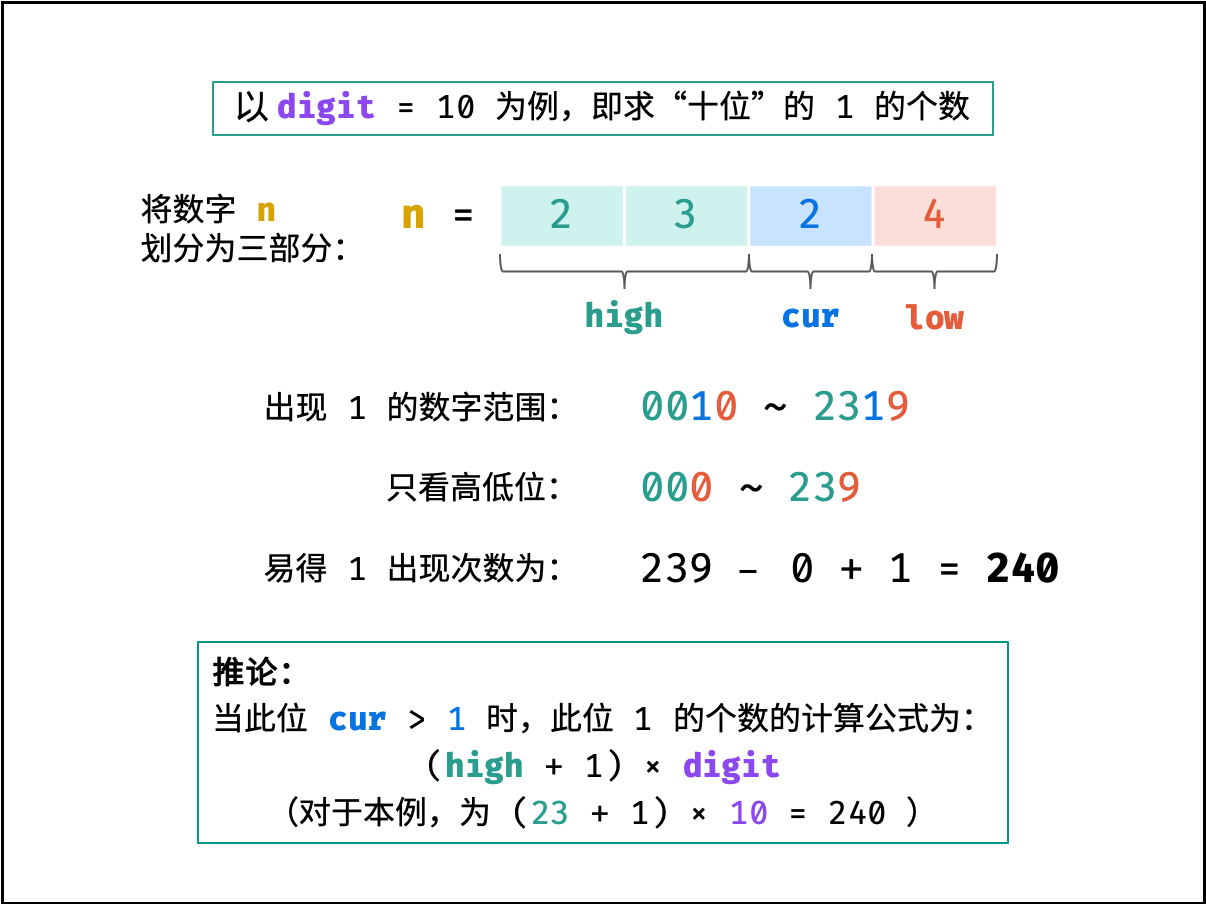 以 digit = 10 为例，即求“十位”的 1 的个数
将数字 n
划分为三部分：
n = 2 3 2 4
high cur low
出现 1 的数字范围： 0010 ~ 2319
只看高低位： 000 ~ 239
易得 1 出现次数为： 239 - 0 + 1 = 240
推论：
当此位 cur > 1 时，此位 1 的个数的计算公式为：
(high + 1) × digit
（对于本例，为 (23 + 1) × 10 = 240 ）